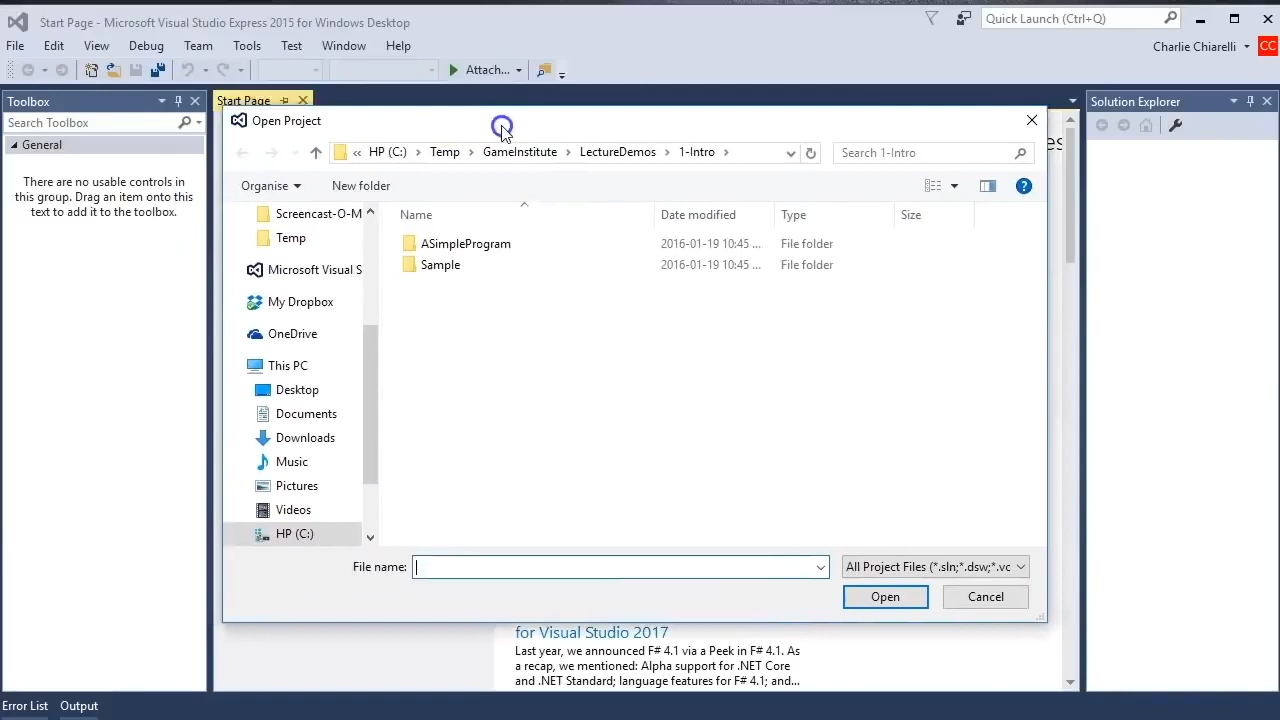 Start Page - Microsoft Visual Studio Express 2015 for Windows Desktop
Quick Launch (Ctrl+Q)
File Edit View Debug Team Tools Test Window Help
Charlie Chiarelli CC
Attach...
Toolbox
Search Toolbox
General
There are no usable controls in
this group. Drag an item onto this
text to add it to the toolbox.
Start Page
Solution Explorer
Open Project
« HP (C:) › Temp › GameInstitute › LectureDemos › 1-Intro ›
Search 1-Intro
Organise New folder
Name Date modified Type Size
ASimpleProgram 2016-01-19 10:45 ... File folder
Sample 2016-01-19 10:45 ... File folder
Screencast-O-M
Temp
Microsoft Visual S
My Dropbox
OneDrive
This PC
Desktop
Documents
Downloads
Music
Pictures
Videos
HP (C:)
File name:
All Project Files (*.sln;*.dsw;*.vc
Open Cancel
for Visual Studio 2017
Last year, we announced F# 4.1 via a Peek in F# 4.1. As
a recap, we mentioned: Alpha support for .NET Core
and .NET Standard; language features for F# 4.1; and...
Error List Output